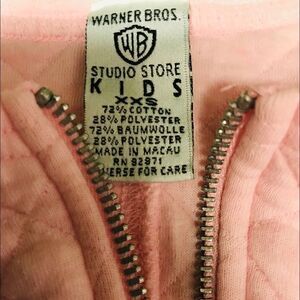 WARNER BROS.
WB
STUDIO STORE
KIDS
XXS
72% COTTON
28% POLYESTER
72% BAUMWOLLE
28% POLYESTER
MADE IN MACAU
RN 92971
VERSE FOR CARE